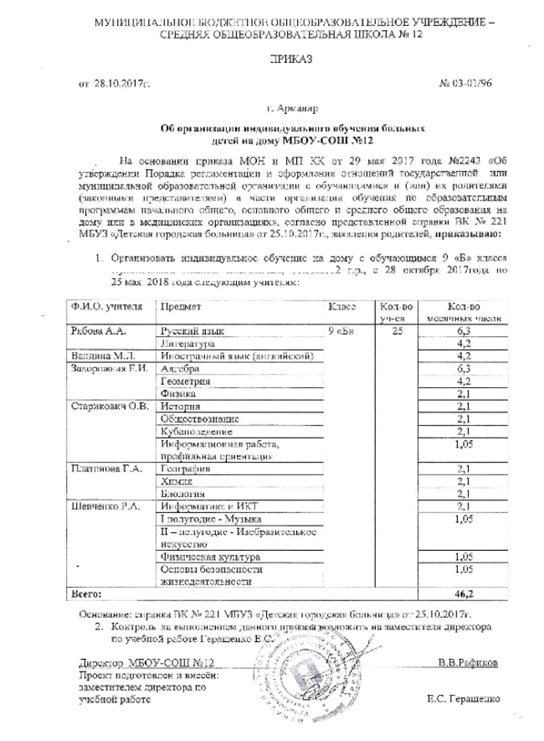 МУНИЦИПАЛЬНОЕ БЮДЖЕТНОЕ ОБЩЕОБРАЗОВАТЕЛЬНОЕ УЧРЕЖДЕНИЕ –
СРЕДНЯЯ ОБЩЕОБРАЗОВАТЕЛЬНАЯ ШКОЛА № 12
ПРИКАЗ
от 28.10.2017г. № 03-01/96
г. Армавир
Об организации индивидуального обучения больных
детей на дому МБОУ-СОШ №12
На основании приказа МОН и МП КК от 29 мая 2017 года №2243 «Об
утверждении Порядка регламентации и оформления отношений государственной или
муниципальной образовательной организации с обучающимися и (или) их родителями
(законными представителями) в части организации обучения по образовательным
программам начального общего, основного общего и среднего общего образования на
дому или в медицинских организациях», согласно представленной справки ВК № 221
МБУЗ «Детская городская больница» от 25.10.2017г., заявления родителей, приказываю:
1. Организовать индивидуальное обучение на дому с обучающимся 9 «Б» класса
г.р., с 28 октября 2017года по
25 мая 2018 года следующим учителям:
Ф.И.О. учителя Предмет Класс Кол-во уч-ся Кол-во месячных часов
Рябова А.А. Русский язык 9 «Б» 25 6,3
Литература 4,2
Вандина М.Л. Иностранный язык (английский) 4,2
Задорожняя Е.И. Алгебра 6,3
Геометрия 4,2
Физика 2,1
Старикович О.В. История 2,1
Обществознание 2,1
Кубановедение 2,1
Информационная работа, 1,05
профильная ориентация
Платонова Г.А. География 2,1
Химия 2,1
Биология 2,1
Шевченко Р.А. Информатика и ИКТ 2,1
I полугодие - Музыка 1,05
II – полугодие - Изобразительное
искусство
Физическая культура 1,05
Основы безопасности 1,05
жизнедеятельности
Всего: 46,2
Основание: справка ВК № 221 МБУЗ «Детская городская больница» от 25.10.2017г.
2. Контроль за выполнением данного приказа возложить на заместителя директора
по учебной работе Геращенко Е.С.
Директор МБОУ-СОШ №12 В.В.Рафиков
Проект подготовлен и внесён:
заместителем директора по
учебной работе Е.С. Геращенко